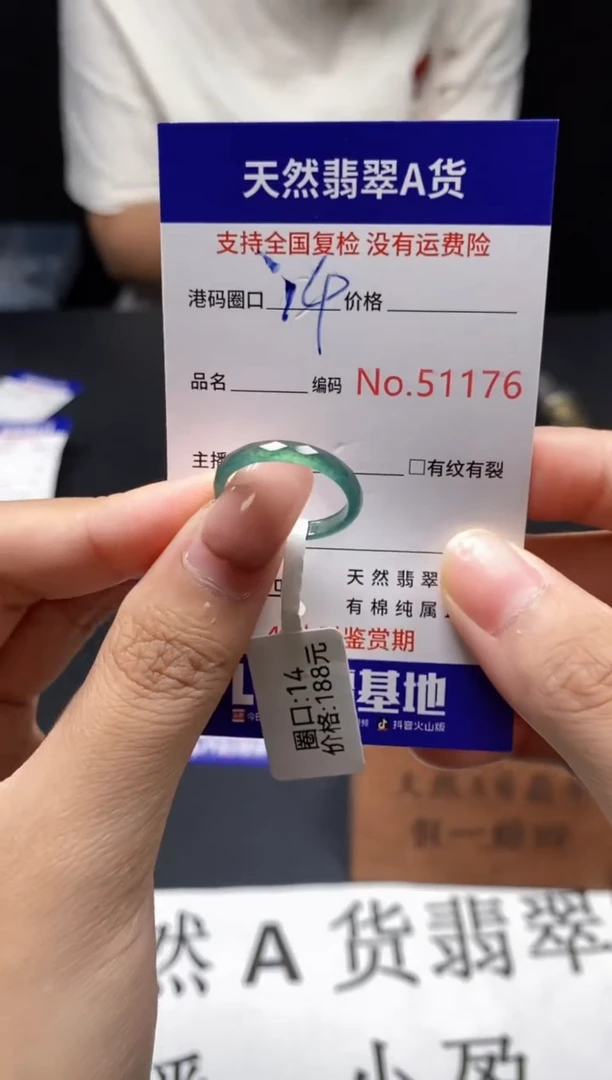 天然翡翠A货
支持全国复检 没有运费险
港码圈口 14 价格
品名 编码 No.51176
主播 □有纹有裂
天然翡翠
有棉纯属
鉴赏期
基地
抖音火山版
圈口:14
价格:188元
然A货翡翠
小盈